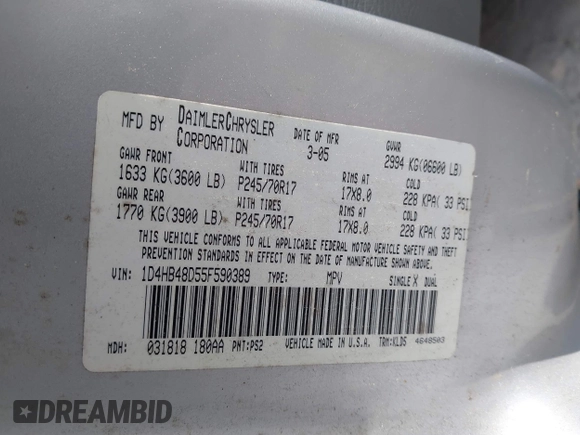 MFD BY DAIMLERCHRYSLER CORPORATION DATE OF MFR 3-05 GVWR 2994 KG(06600 LB)
GAWR FRONT WITH TIRES RIMS AT COLD
1633 KG(3600 LB) P245/70R17 17X8.0 228 KPA( 33 PSI
GAWR REAR WITH TIRES RIMS AT COLD
1770 KG(3900 LB) P245/70R17 17X8.0 228 KPA( 33 PSI
THIS VEHICLE CONFORMS TO ALL APPLICABLE FEDERAL MOTOR VEHICLE SAFETY AND THEFT
PREVENTION STANDARDS IN EFFECT ON THE DATE OF MANUFACTURE SHOWN ABOVE.
VIN: 1D4HB48D55F590389 TYPE: MPV SINGLE X DUAL
MDH: 031818 180AA PNT:PS2 VEHICLE MADE IN U.S.A. TRM:KLDS 4648503
DREAMBID